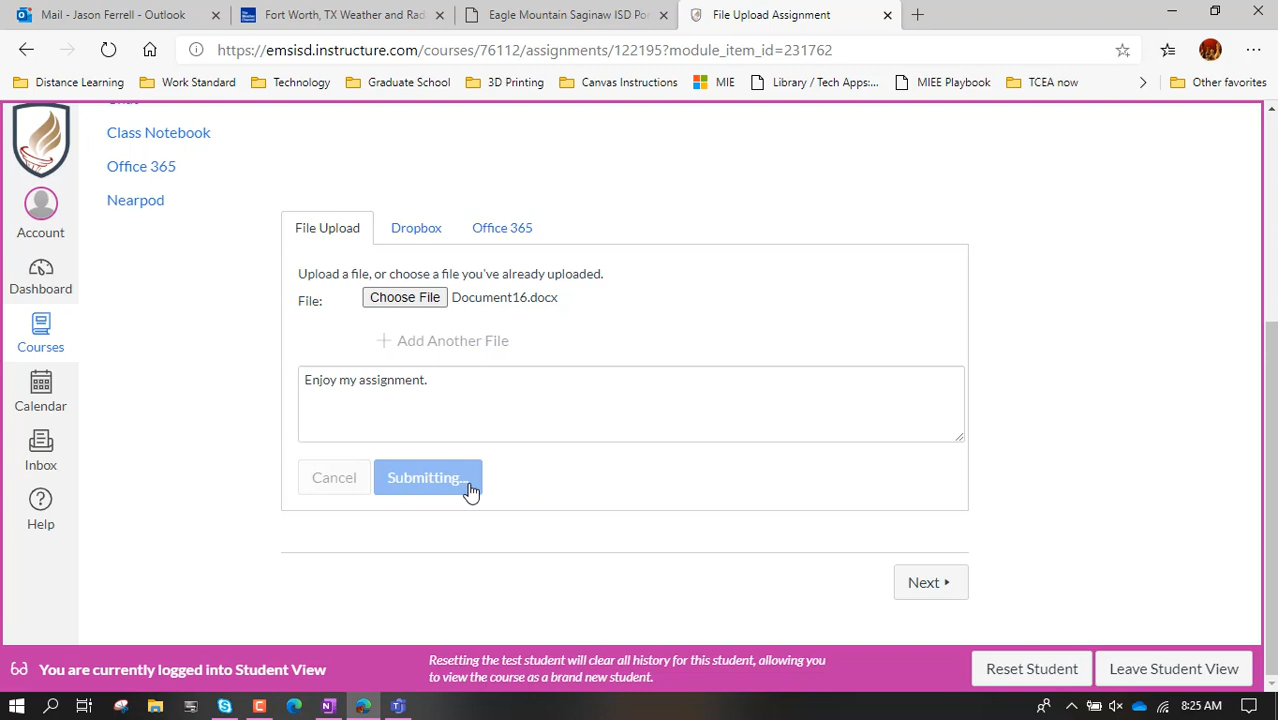 Mail - Jason Ferrell - Outlook
Fort Worth, TX Weather and Rad
Eagle Mountain Saginaw ISD Po
File Upload Assignment
https://emsisd.instructure.com/courses/76112/assignments/122195?module_item_id=231762
Distance Learning
Work Standard
Technology
Graduate School
3D Printing
Canvas Instructions
MIE
Library / Tech Apps:...
MIEE Playbook
TCEA now
Other favorites
Class Notebook
Office 365
Nearpod
Account
Dashboard
Courses
Calendar
Inbox
Help
File Upload
Dropbox
Office 365
Upload a file, or choose a file you've already uploaded.
File:
Choose File
Document16.docx
Add Another File
Enjoy my assignment.
Cancel
Submitting...
Next
You are currently logged into Student View
Resetting the test student will clear all history for this student, allowing you
to view the course as a brand new student.
Reset Student
Leave Student View
8:25 AM